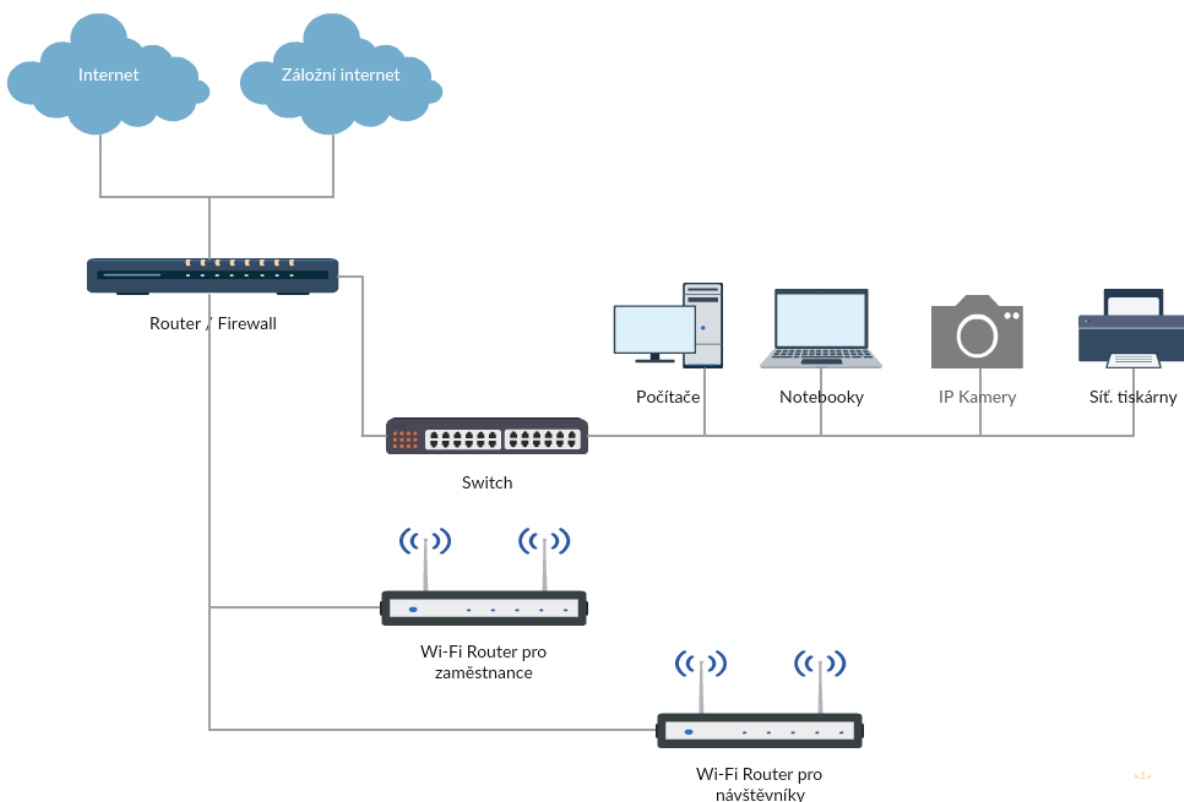 Internet
Záložní internet
Router / Firewall
Počítače
Notebooky
IP Kamery
Síť. tiskárny
Switch
Wi-Fi Router pro
zaměstnance
Wi-Fi Router pro
návštěvníky